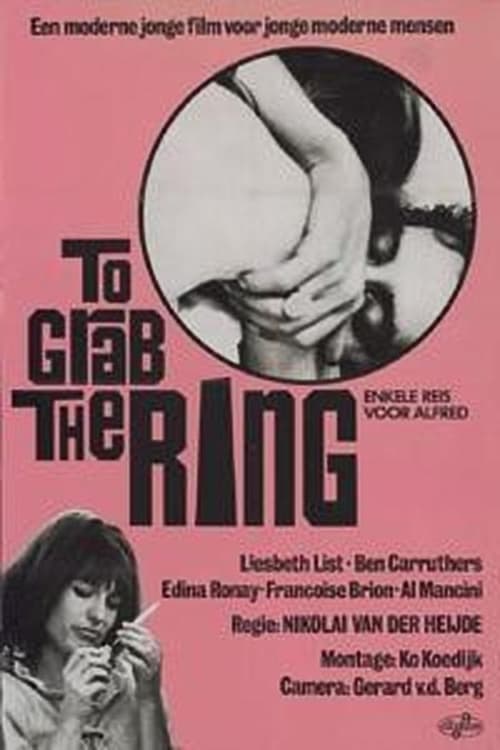 Een moderne jonge film voor jonge moderne mensen
To
GRaB
THe RING
ENKELE REIS
VOOR ALFRED
Liesbeth List · Ben Carruthers
Edina Ronay-Francoise Brion-Al Mancini
Regie: NIKOLAI VAN DER HEIJDE
Montage: Ko Koedijk
Camera: Gerard v.d. Berg